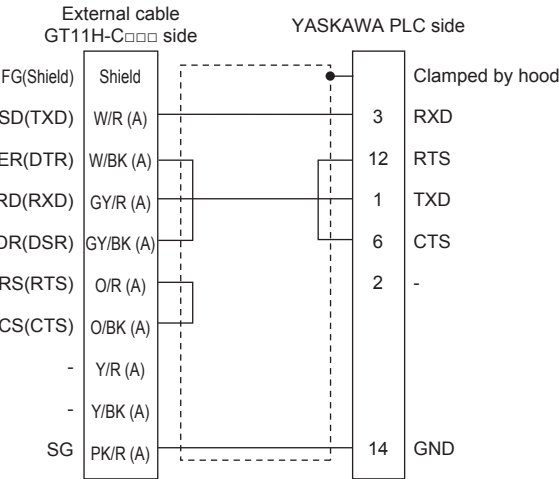 External cable
GT11H-C□□□ side
YASKAWA PLC side
FG(Shield) Shield Clamped by hood
SD(TXD) W/R (A) 3 RXD
ER(DTR) W/BK (A) 12 RTS
RD(RXD) GY/R (A) 1 TXD
DR(DSR) GY/BK (A) 6 CTS
RS(RTS) O/R (A) 2 -
CS(CTS) O/BK (A)
- Y/R (A)
- Y/BK (A)
SG PK/R (A) 14 GND